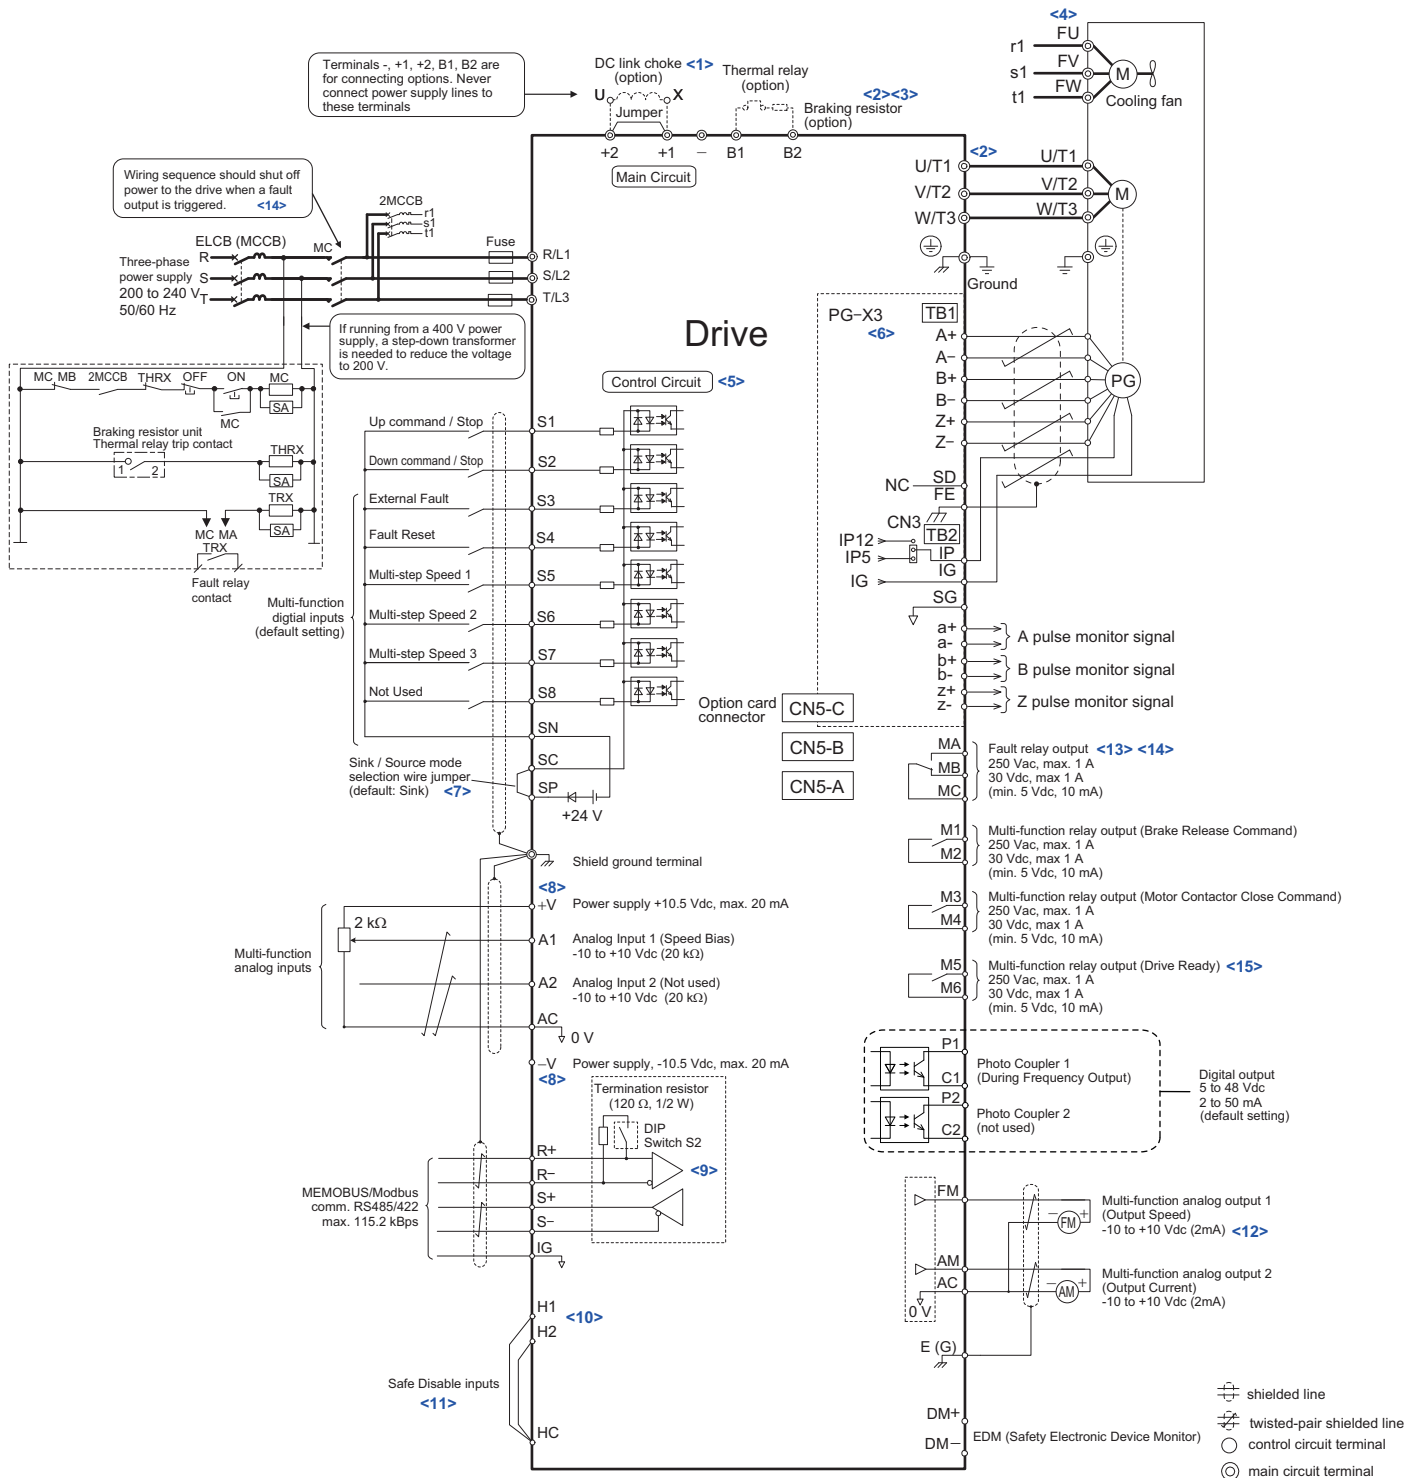 <4>
FU
r1
FV
s1
FW
t1
M
Cooling fan
Terminals -, +1, +2, B1, B2 are
for connecting options. Never
connect power supply lines to
these terminals
DC link choke <1>
(option)
U
X
Jumper
Thermal relay
(option)
<2><3>
Braking resistor
(option)
+2
+1
–
B1
B2
Main Circuit
<2>
U/T1
U/T1
V/T2
V/T2
W/T3
W/T3
M
Ground
Wiring sequence should shut off
power to the drive when a fault
output is triggered. <14>
2MCCB
r1
s1
t1
ELCB (MCCB)
MC
Fuse
R
R/L1
Three-phase
power supply
S
S/L2
200 to 240 V
T
T/L3
50/60 Hz
If running from a 400 V power
supply, a step-down transformer
is needed to reduce the voltage
to 200 V.
Drive
MC MB
2MCCB
THRX
OFF
ON
MC
SA
MC
Braking resistor unit
Thermal relay trip contact
1
2
THRX
SA
TRX
SA
MC MA
TRX
Fault relay
contact
Control Circuit <5>
Up command / Stop
S1
Down command / Stop
S2
External Fault
S3
Fault Reset
S4
Multi-step Speed 1
S5
Multi-step Speed 2
S6
Multi-step Speed 3
S7
Not Used
S8
Multi-function
digtial inputs
(default setting)
SN
SC
SP
Sink / Source mode
selection wire jumper
(default: Sink) <7>
+24 V
PG-X3
<6>
TB1
A+
A–
B+
B–
Z+
Z–
PG
NC
SD
FE
CN3
TB2
IP12
IP5
IP
IG
IG
SG
a+
a-
A pulse monitor signal
b+
b-
B pulse monitor signal
z+
z-
Z pulse monitor signal
Option card
connector
CN5-C
CN5-B
CN5-A
MA
MB
MC
Fault relay output <13> <14>
250 Vac, max. 1 A
30 Vdc, max 1 A
(min. 5 Vdc, 10 mA)
M1
M2
Multi-function relay output (Brake Release Command)
250 Vac, max. 1 A
30 Vdc, max 1 A
(min. 5 Vdc, 10 mA)
M3
M4
Multi-function relay output (Motor Contactor Close Command)
250 Vac, max. 1 A
30 Vdc, max 1 A
(min. 5 Vdc, 10 mA)
M5
M6
Multi-function relay output (Drive Ready) <15>
250 Vac, max. 1 A
30 Vdc, max 1 A
(min. 5 Vdc, 10 mA)
Shield ground terminal
<8>
+V
Power supply +10.5 Vdc, max. 20 mA
2 kΩ
Multi-function
analog inputs
A1
Analog Input 1 (Speed Bias)
-10 to +10 Vdc (20 kΩ)
A2
Analog Input 2 (Not used)
-10 to +10 Vdc (20 kΩ)
AC
0 V
–V
Power supply, -10.5 Vdc, max. 20 mA
<8>
Termination resistor
(120 Ω, 1/2 W)
DIP
Switch S2
<9>
MEMOBUS/Modbus
comm. RS485/422
max. 115.2 kBps
R+
R–
S+
S–
IG
P1
C1
Photo Coupler 1
(During Frequency Output)
P2
C2
Photo Coupler 2
(not used)
Digital output
5 to 48 Vdc
2 to 50 mA
(default setting)
FM
– FM +
Multi-function analog output 1
(Output Speed)
-10 to +10 Vdc (2mA) <12>
AM
AC
0 V
– AM +
Multi-function analog output 2
(Output Current)
-10 to +10 Vdc (2mA)
E (G)
H1
<10>
H2
Safe Disable inputs
<11>
HC
DM+
DM–
EDM (Safety Electronic Device Monitor)
shielded line
twisted-pair shielded line
control circuit terminal
main circuit terminal